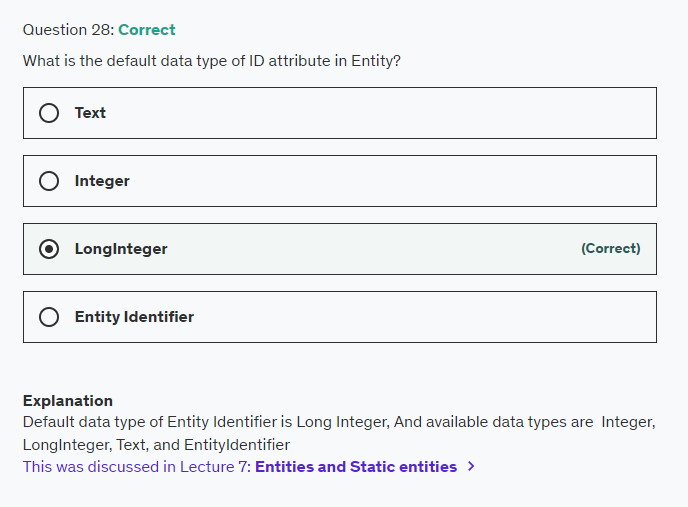 Question 28: Correct
What is the default data type of ID attribute in Entity?
Text
Integer
LongInteger (Correct)
Entity Identifier
Explanation
Default data type of Entity Identifier is Long Integer, And available data types are  Integer,
LongInteger, Text, and EntityIdentifier
This was discussed in Lecture 7: Entities and Static entities >